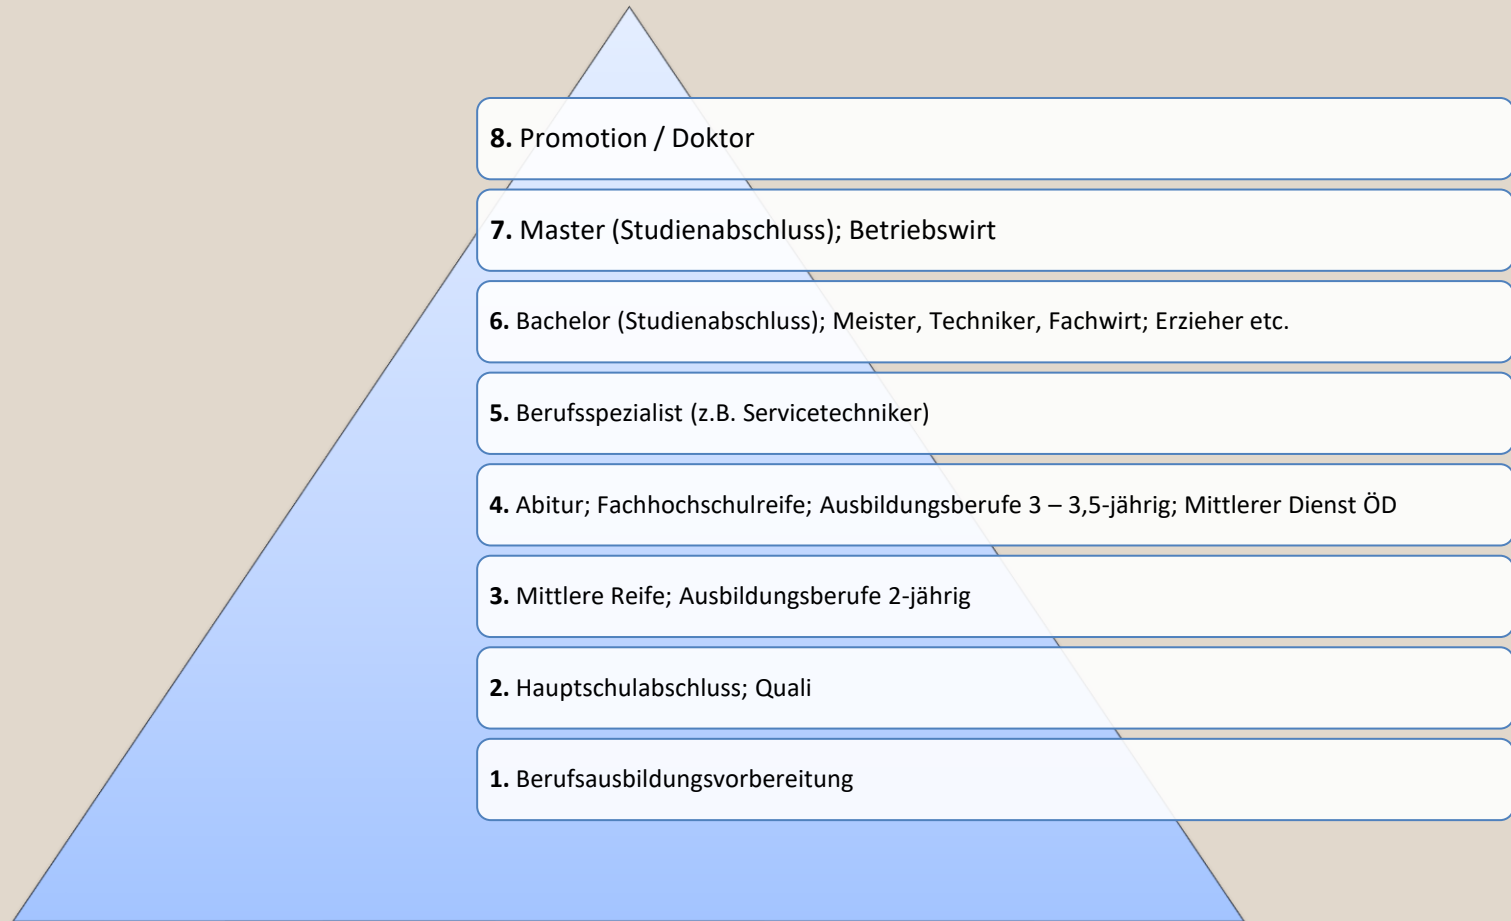 8. Promotion / Doktor
7. Master (Studienabschluss); Betriebswirt
6. Bachelor (Studienabschluss); Meister, Techniker, Fachwirt; Erzieher etc.
5. Berufsspezialist (z.B. Servicetechniker)
4. Abitur; Fachhochschulreife; Ausbildungsberufe 3 – 3,5-jährig; Mittlerer Dienst ÖD
3. Mittlere Reife; Ausbildungsberufe 2-jährig
2. Hauptschulabschluss; Quali
1. Berufsausbildungsvorbereitung